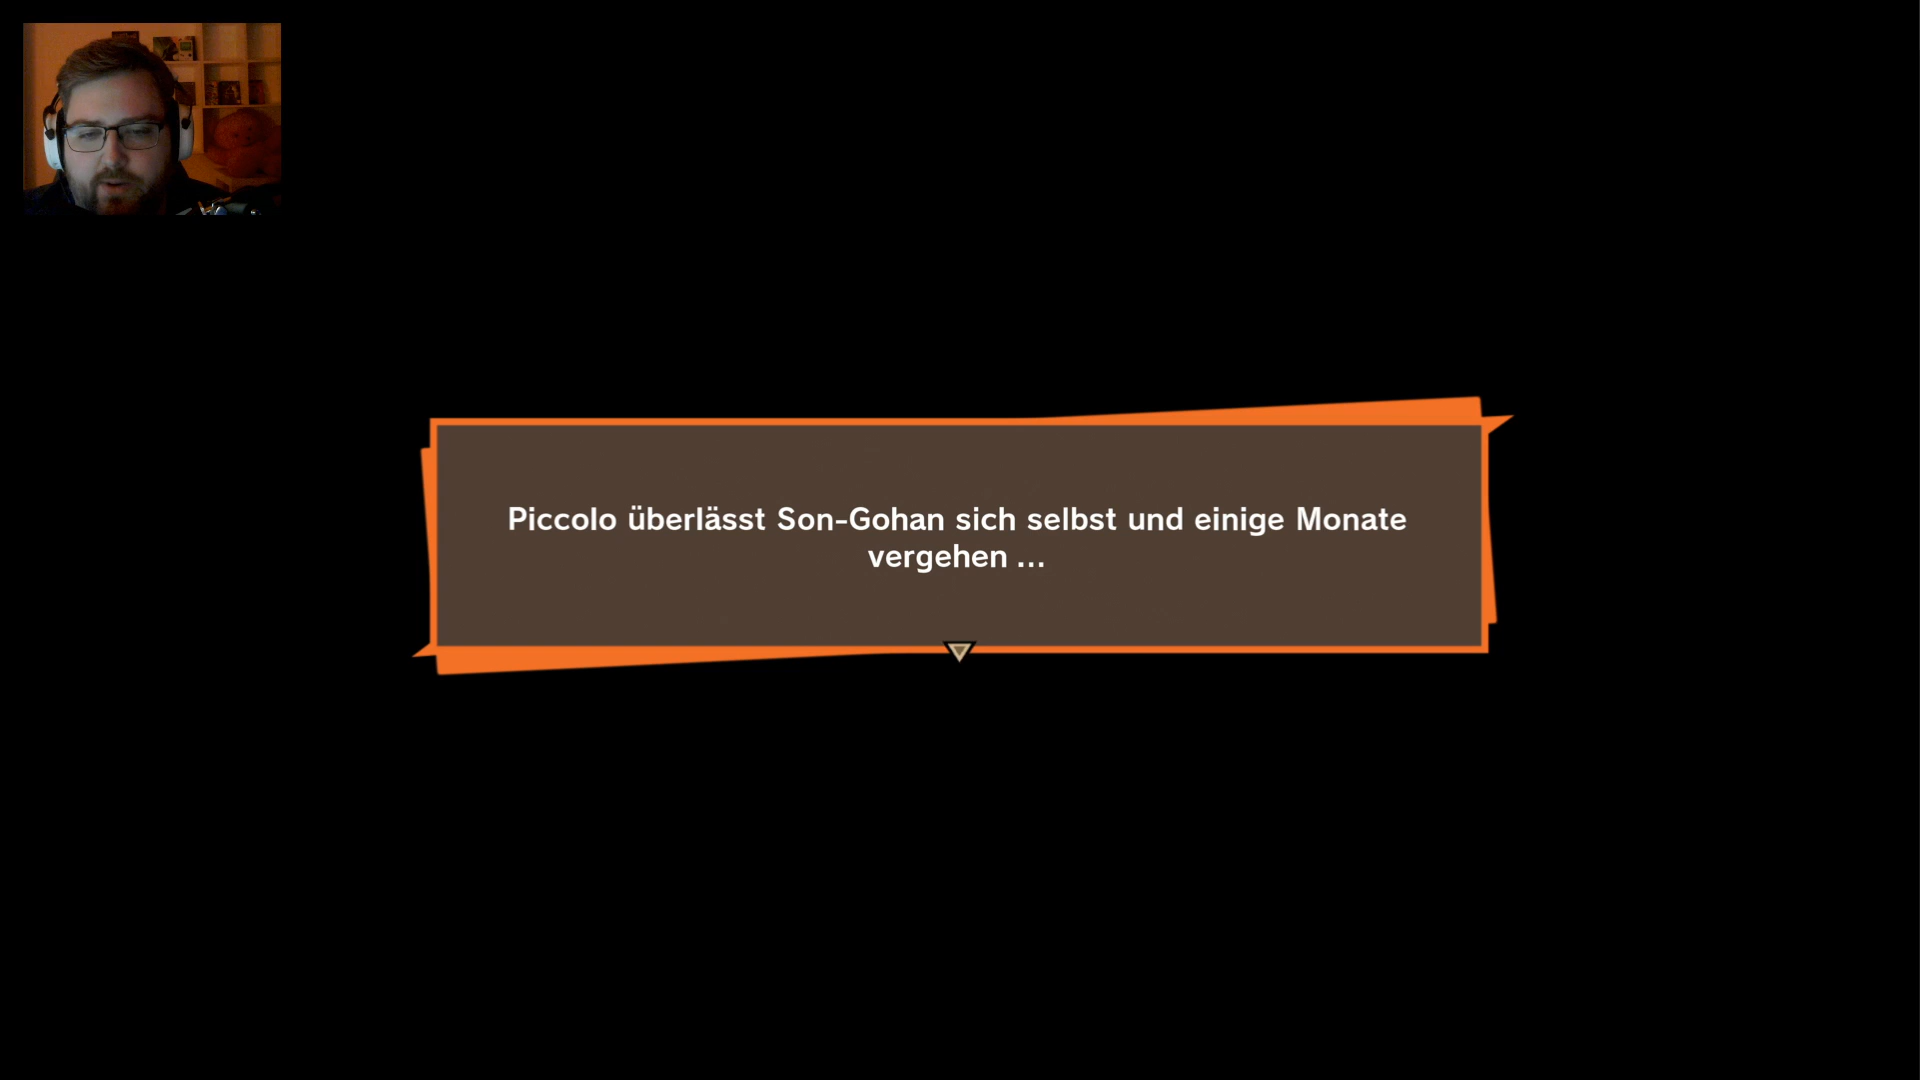 Piccolo überlässt Son-Gohan sich selbst und einige Monate
vergehen ...